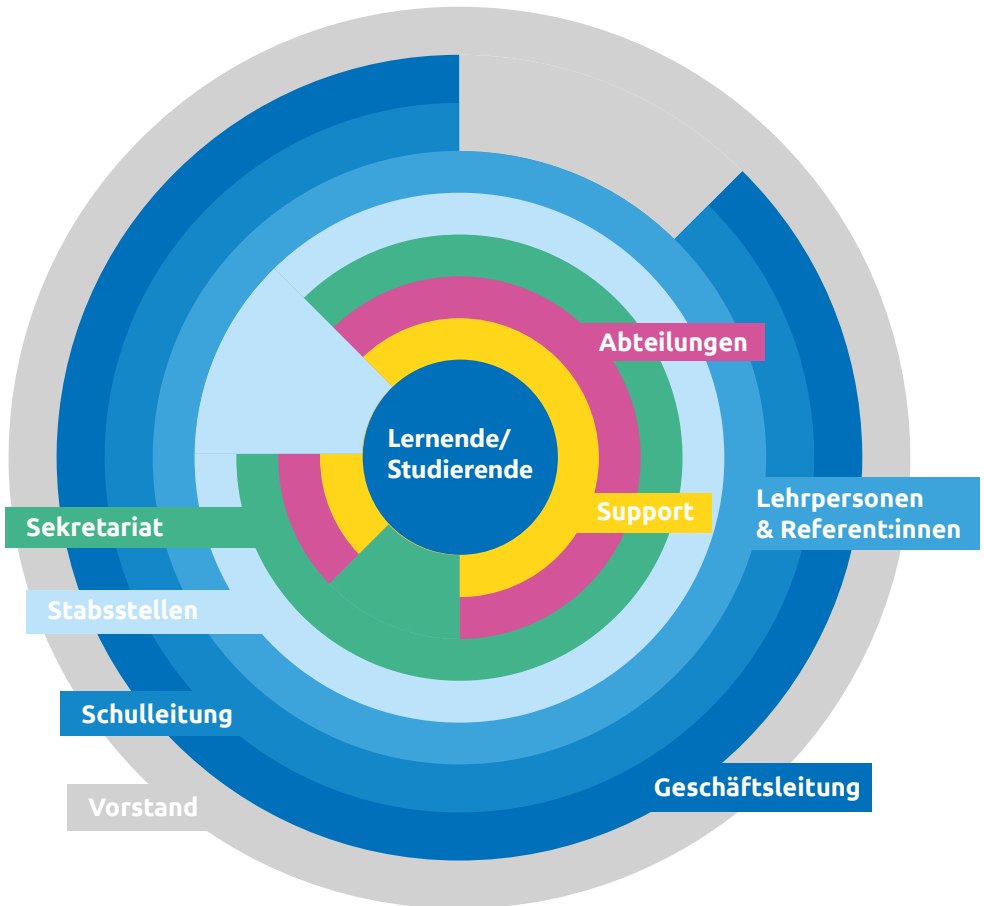 Abteilungen
Lernende/
Studierende
Support
Lehrpersonen
& Referent:innen
Sekretariat
Stabsstellen
Schulleitung
Geschäftsleitung
Vorstand